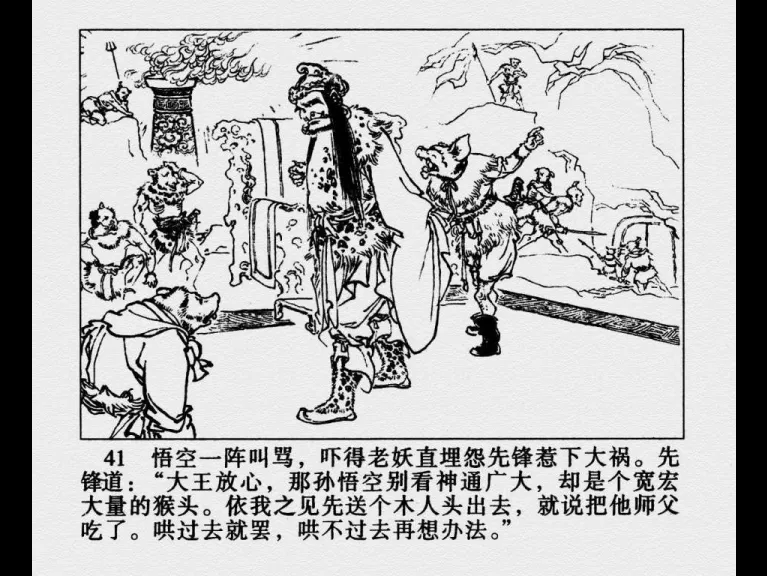 41 悟空一阵叫骂，吓得老妖直埋怨先锋惹下大祸。先
锋道：“大王放心，那孙悟空别看神通广大，却是个宽宏
大量的猴头。依我之见先送个木人头出去，就说把他师父
吃了。哄过去就罢，哄不过去再想办法。”